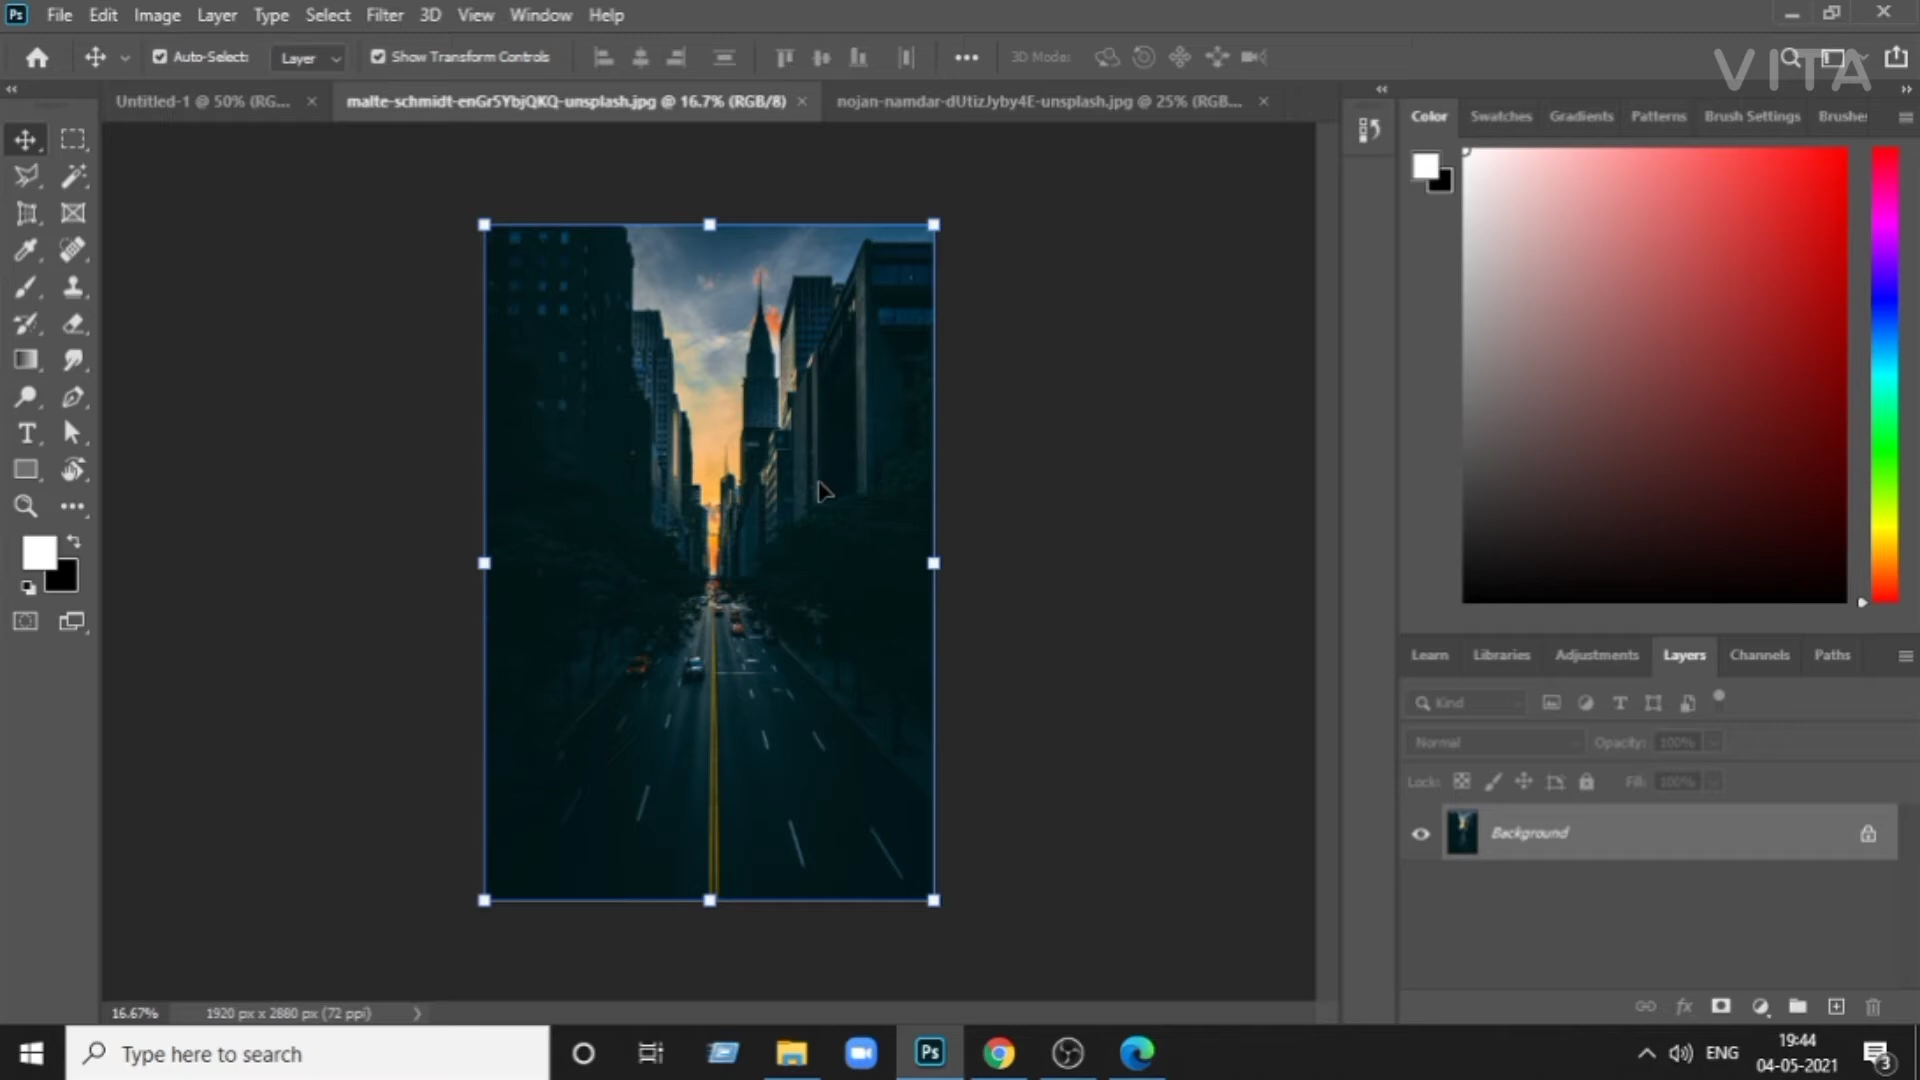 Ps File Edit Image Layer Type Select Filter 3D View Window Help
Auto-Select: Layer Show Transform Controls 3D Mode:
VITA
Untitled-1 @ 50% (RG... malte-schmidt-enGr5YbjQKQ-unsplash.jpg @ 16.7% (RGB/8) nojan-namdar-dUtizJyby4E-unsplash.jpg @ 25% (RGB...
Color Swatches Gradients Patterns Brush Settings Brushes
Learn Libraries Adjustments Layers Channels Paths
Kind
Normal Opacity: 100%
Lock: Fill: 100%
Background
16.67% 1920 px x 2880 px (72 ppi)
Type here to search
Ps
ENG
19:44
04-05-2021
3